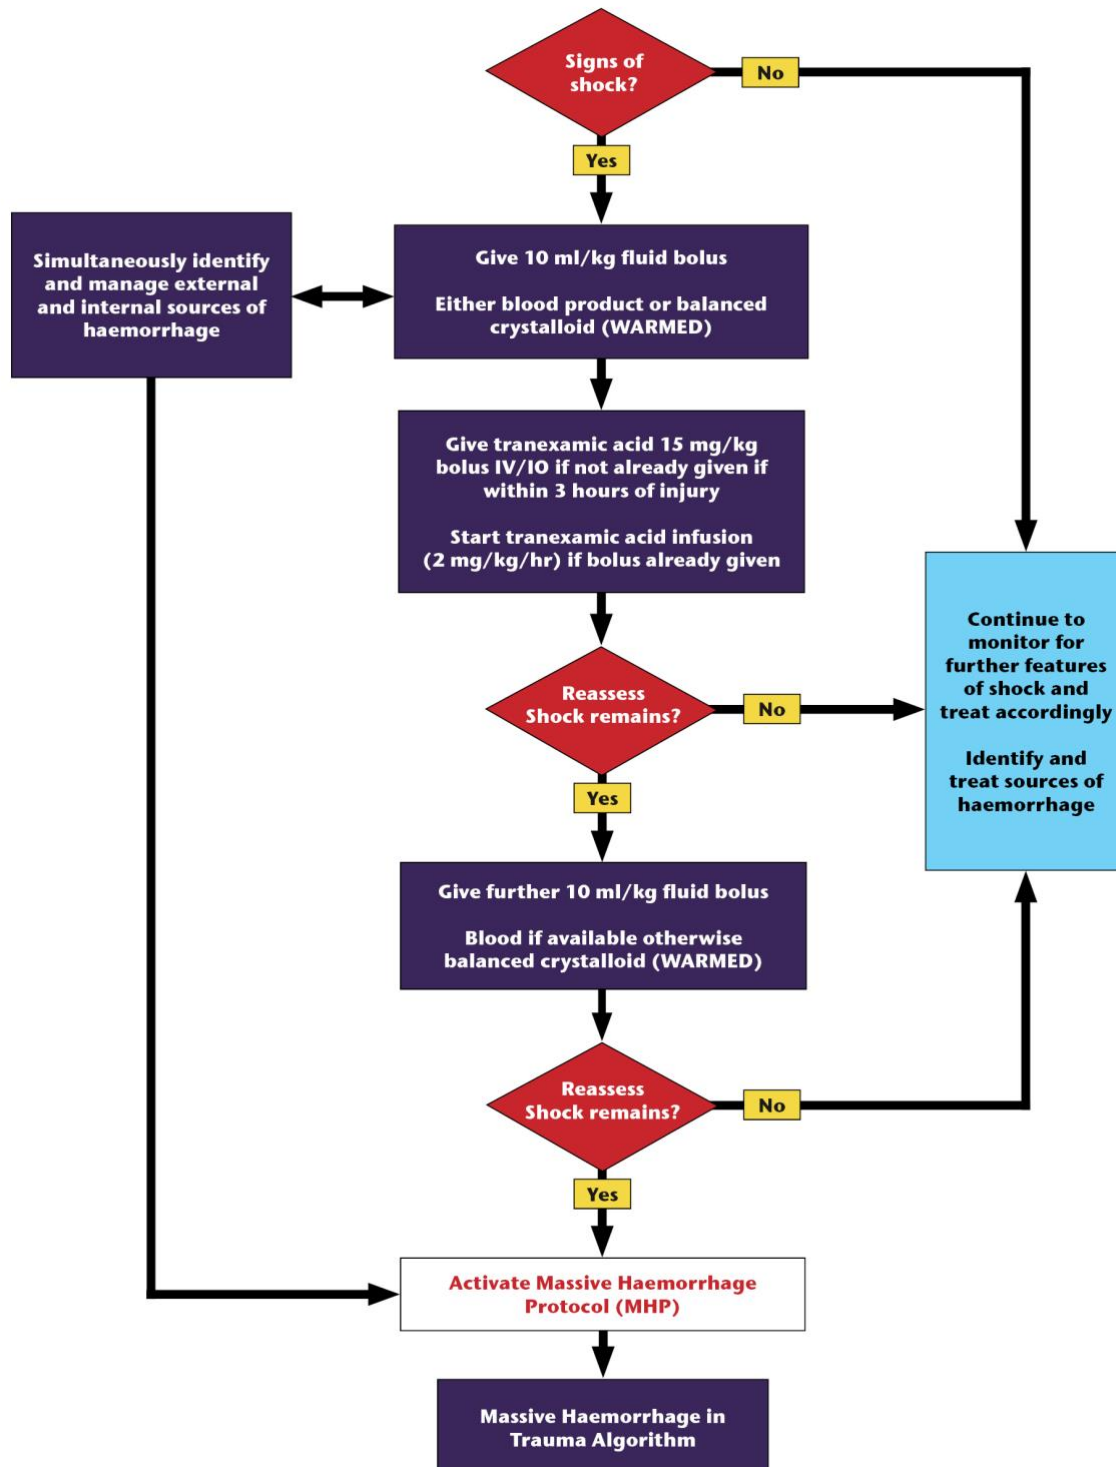 Signs of
shock?
No
Yes
Simultaneously identify
and manage external
and internal sources of
haemorrhage
Give 10 ml/kg fluid bolus
Either blood product or balanced
crystalloid (WARMED)
Give tranexamic acid 15 mg/kg
bolus IV/IO if not already given if
within 3 hours of injury
Start tranexamic acid infusion
(2 mg/kg/hr) if bolus already given
Reassess
Shock remains?
No
Yes
Continue to
monitor for
further features
of shock and
treat accordingly
Identify and
treat sources of
haemorrhage
Give further 10 ml/kg fluid bolus
Blood if available otherwise
balanced crystalloid (WARMED)
Reassess
Shock remains?
No
Yes
Activate Massive Haemorrhage
Protocol (MHP)
Massive Haemorrhage in
Trauma Algorithm